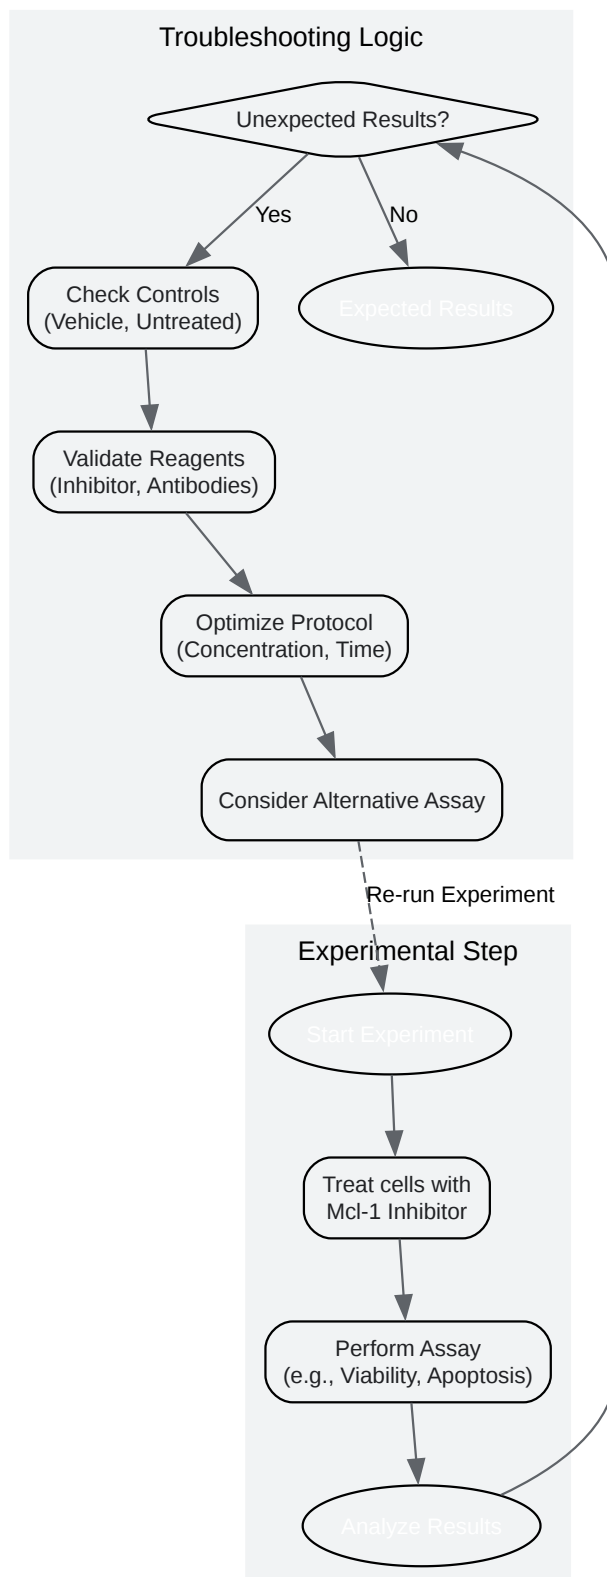 Troubleshooting Logic
Unexpected Results?
Yes
No
Check Controls
(Vehicle, Untreated)
Expected Results
Validate Reagents
(Inhibitor, Antibodies)
Optimize Protocol
(Concentration, Time)
Consider Alternative Assay
Re-run Experiment
Experimental Step
Start Experiment
Treat cells with
Mcl-1 Inhibitor
Perform Assay
(e.g., Viability, Apoptosis)
Analyze Results